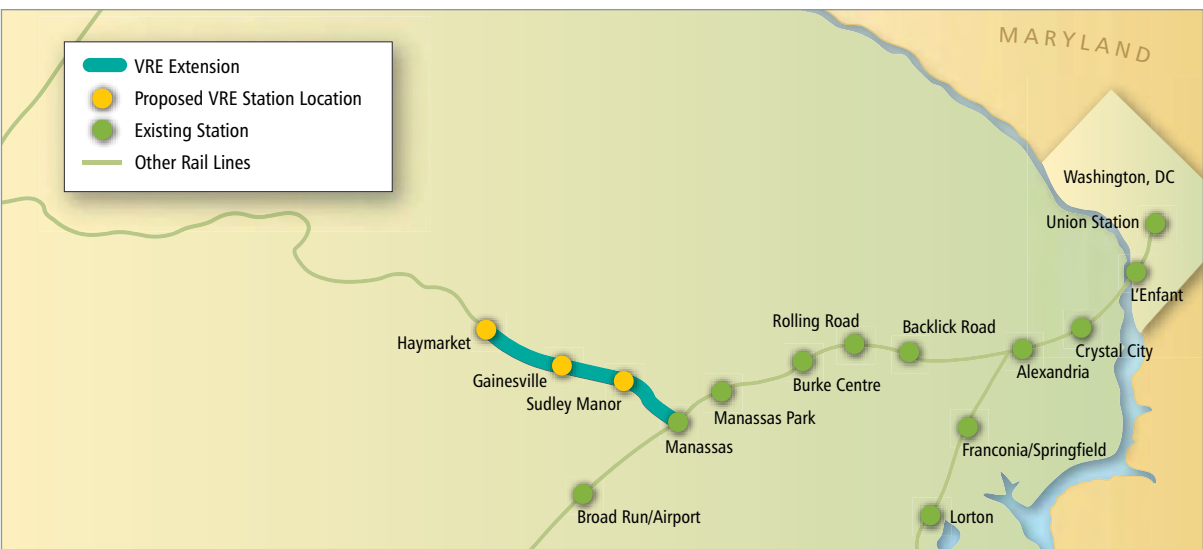 MARYLAND
VRE Extension
Proposed VRE Station Location
Existing Station
Other Rail Lines
Washington, DC
Union Station
L'Enfant
Rolling Road
Backlick Road
Haymarket
Crystal City
Gainesville
Burke Centre
Alexandria
Sudley Manor
Manassas Park
Manassas
Franconia/Springfield
Broad Run/Airport
Lorton